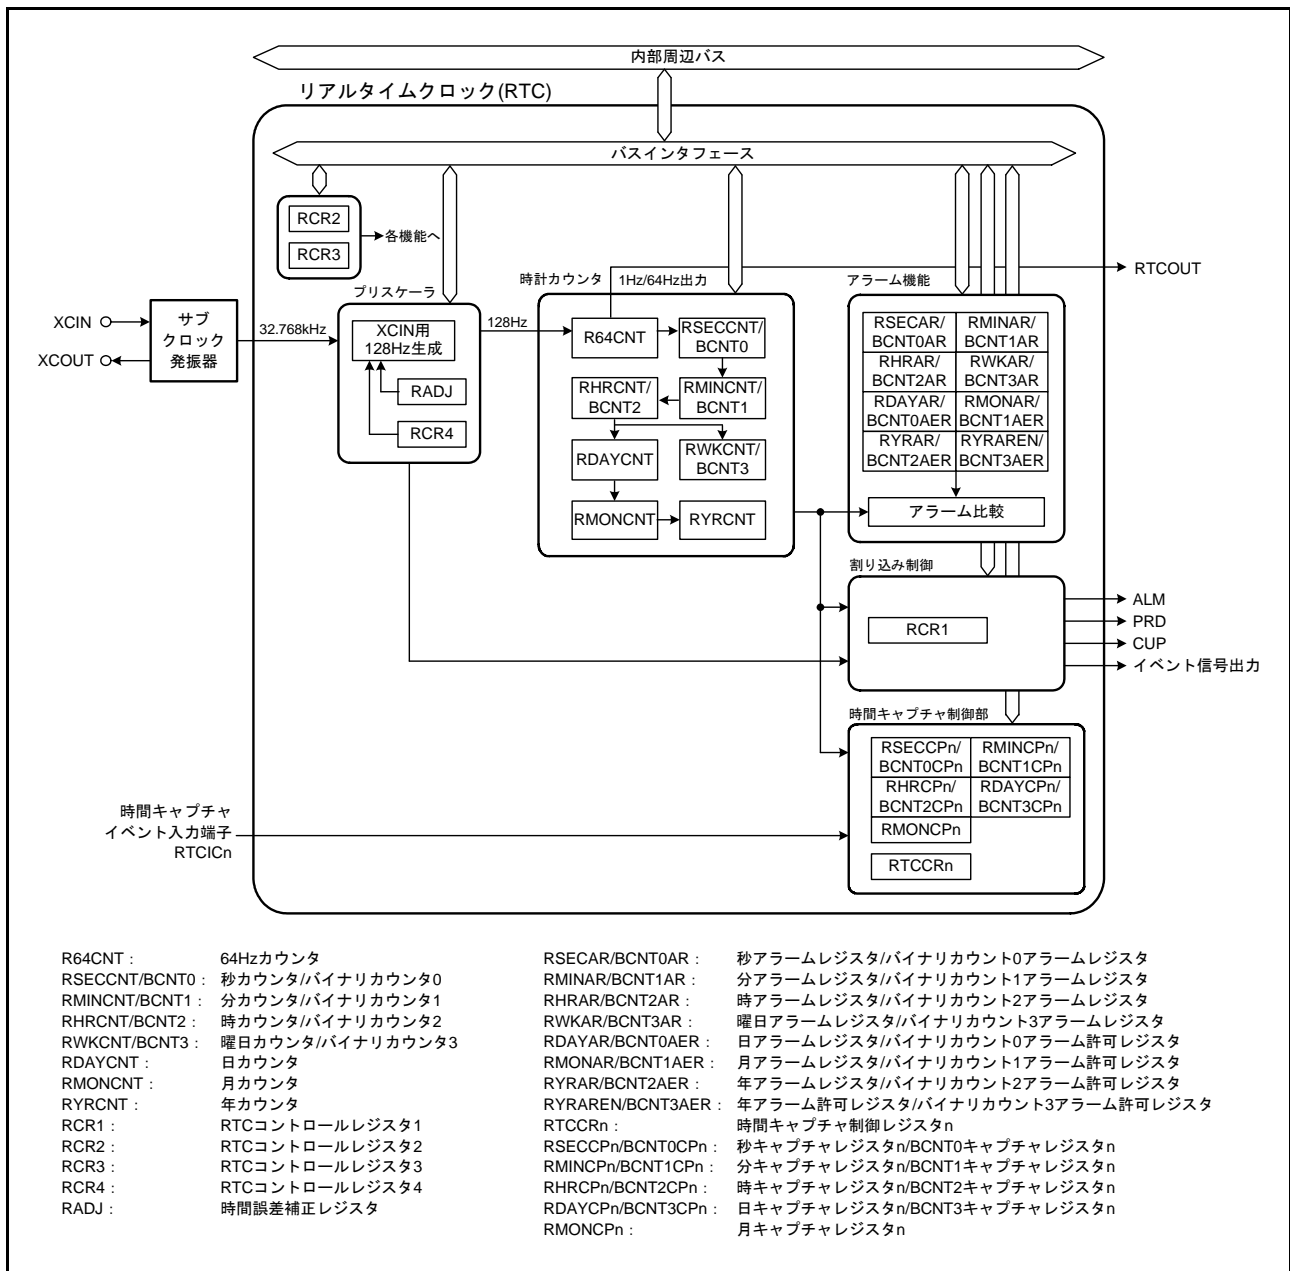 内部周辺バス
リアルタイムクロック(RTC)
バスインタフェース
RCR2
RCR3
各機能へ
XCIN
XCOUT
サブ
クロック
発振器
32.768kHz
プリスケーラ
XCIN用
128Hz生成
RADJ
RCR4
128Hz
時計カウンタ
1Hz/64Hz出力
R64CNT
RSECCNT/
BCNT0
RHRCNT/
BCNT2
RMINCNT/
BCNT1
RDAYCNT
RWKCNT/
BCNT3
RMONCNT
RYRCNT
RTCOUT
アラーム機能
RSECAR/
BCNT0AR
RMINAR/
BCNT1AR
RHRAR/
BCNT2AR
RWKAR/
BCNT3AR
RDAYAR/
BCNT0AER
RMONAR/
BCNT1AER
RYRAR/
BCNT2AER
RYRAREN/
BCNT3AER
アラーム比較
割り込み制御
RCR1
ALM
PRD
CUP
イベント信号出力
時間キャプチャ制御部
RSECCPn/
BCNT0CPn
RMINCPn/
BCNT1CPn
RHRCPn/
BCNT2CPn
RDAYCPn/
BCNT3CPn
RMONCPn
RTCCRn
時間キャプチャ
イベント入力端子
RTCICn
R64CNT : 64Hzカウンタ
RSECCNT/BCNT0 : 秒カウンタ/バイナリカウンタ0
RMINCNT/BCNT1 : 分カウンタ/バイナリカウンタ1
RHRCNT/BCNT2 : 時カウンタ/バイナリカウンタ2
RWKCNT/BCNT3 : 曜日カウンタ/バイナリカウンタ3
RDAYCNT : 日カウンタ
RMONCNT : 月カウンタ
RYRCNT : 年カウンタ
RCR1 : RTCコントロールレジスタ1
RCR2 : RTCコントロールレジスタ2
RCR3 : RTCコントロールレジスタ3
RCR4 : RTCコントロールレジスタ4
RADJ : 時間誤差補正レジスタ
RSECAR/BCNT0AR : 秒アラームレジスタ/バイナリカウント0アラームレジスタ
RMINAR/BCNT1AR : 分アラームレジスタ/バイナリカウント1アラームレジスタ
RHRAR/BCNT2AR : 時アラームレジスタ/バイナリカウント2アラームレジスタ
RWKAR/BCNT3AR : 曜日アラームレジスタ/バイナリカウント3アラームレジスタ
RDAYAR/BCNT0AER : 日アラームレジスタ/バイナリカウント0アラーム許可レジスタ
RMONAR/BCNT1AER : 月アラームレジスタ/バイナリカウント1アラーム許可レジスタ
RYRAR/BCNT2AER : 年アラームレジスタ/バイナリカウント2アラーム許可レジスタ
RYRAREN/BCNT3AER : 年アラーム許可レジスタ/バイナリカウント3アラーム許可レジスタ
RTCCRn : 時間キャプチャ制御レジスタn
RSECCPn/BCNT0CPn : 秒キャプチャレジスタn/BCNT0キャプチャレジスタn
RMINCPn/BCNT1CPn : 分キャプチャレジスタn/BCNT1キャプチャレジスタn
RHRCPn/BCNT2CPn : 時キャプチャレジスタn/BCNT2キャプチャレジスタn
RDAYCPn/BCNT3CPn : 日キャプチャレジスタn/BCNT3キャプチャレジスタn
RMONCPn : 月キャプチャレジスタn